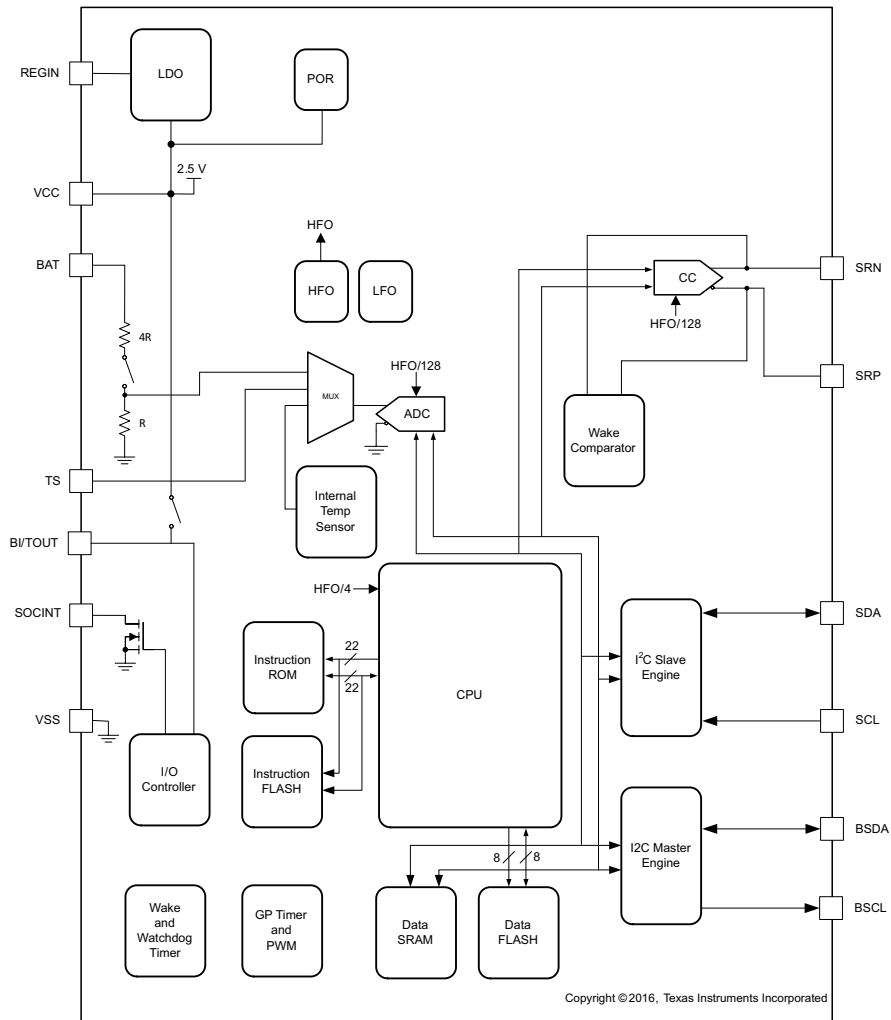 REGIN
LDO
POR
2.5 V
VCC
BAT
HFO
HFO
LFO
CC
HFO/128
SRN
SRP
4R
R
MUX
HFO/128
ADC
Wake
Comparator
TS
Internal
Temp
Sensor
BI/TOUT
HFO/4
SOCINT
Instruction
ROM
22
22
CPU
I2C Slave
Engine
SDA
SCL
VSS
I/O
Controller
Instruction
FLASH
I2C Master
Engine
BSDA
BSCL
8
8
Wake
and
Watchdog
Timer
GP Timer
and
PWM
Data
SRAM
Data
FLASH
Copyright © 2016, Texas Instruments Incorporated